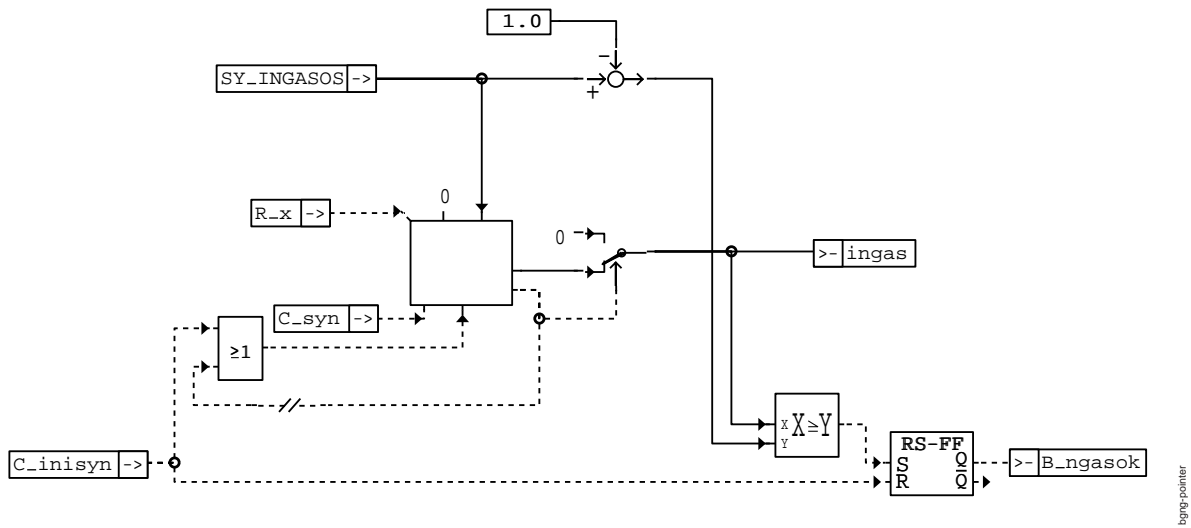 1.0
−
SY_INGASOS ->
+
0
R_x ->
0
>- ingas
C_syn ->
≥1
X X≥Y
Y
RS-FF
C_inisyn ->
S Q
>- B_ngasok
R Q̅
bgng-pointer